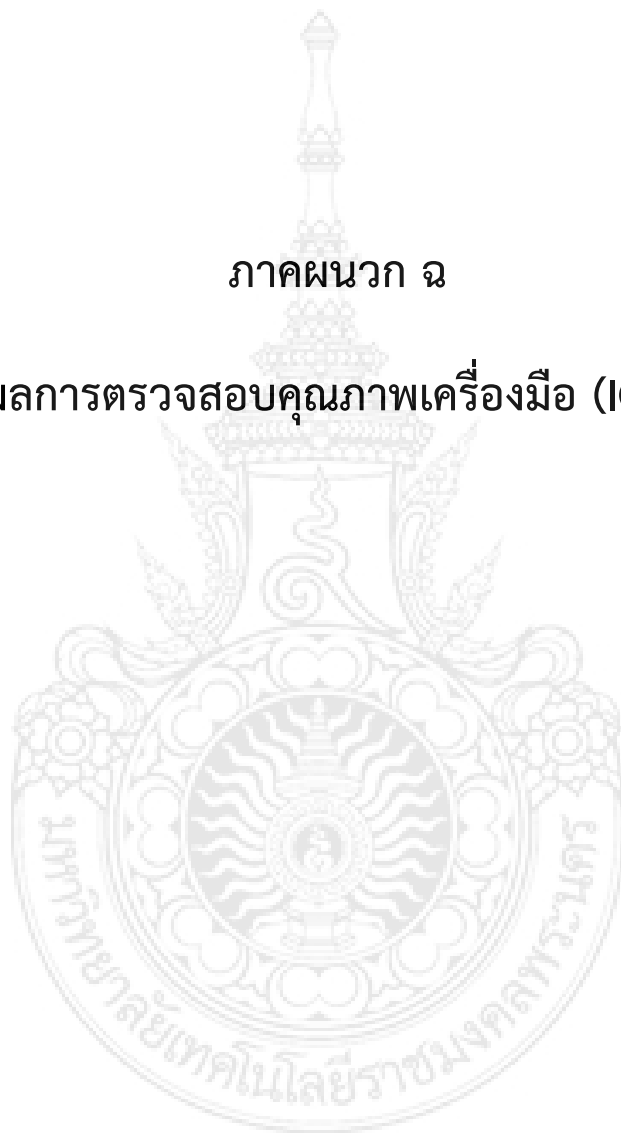 ภาคผนวก ฉ
ลการตรวจสอบคุณภาพเครื่องมือ (I
มหาวิทยาลัยเทคโนโลยีราชมงคลพระนคร